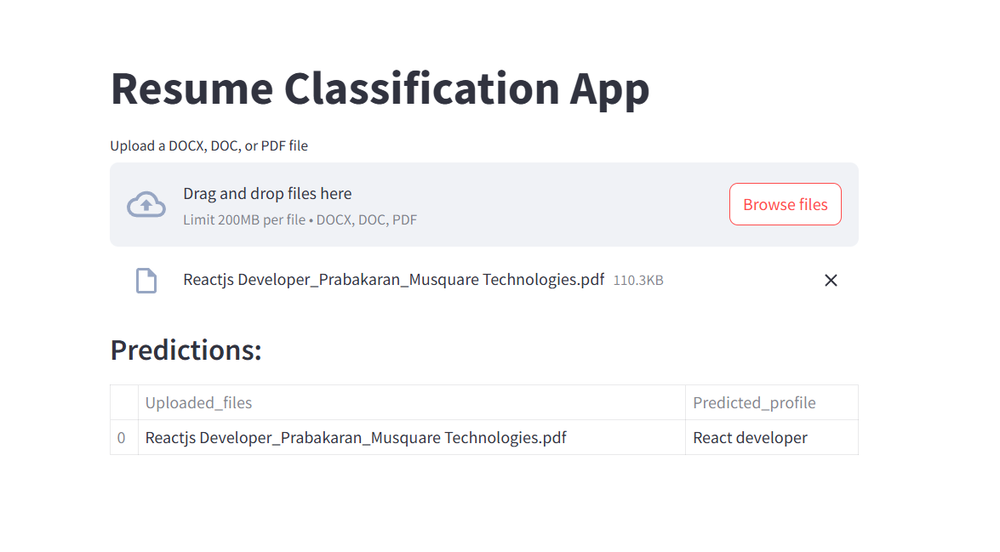 Resume Classification App
Upload a DOCX, DOC, or PDF file
Drag and drop files here
Limit 200MB per file • DOCX, DOC, PDF
Browse files
Reactjs Developer_Prabakaran_Musquare Technologies.pdf 110.3KB
Predictions:
Uploaded_files Predicted_profile
0 Reactjs Developer_Prabakaran_Musquare Technologies.pdf React developer